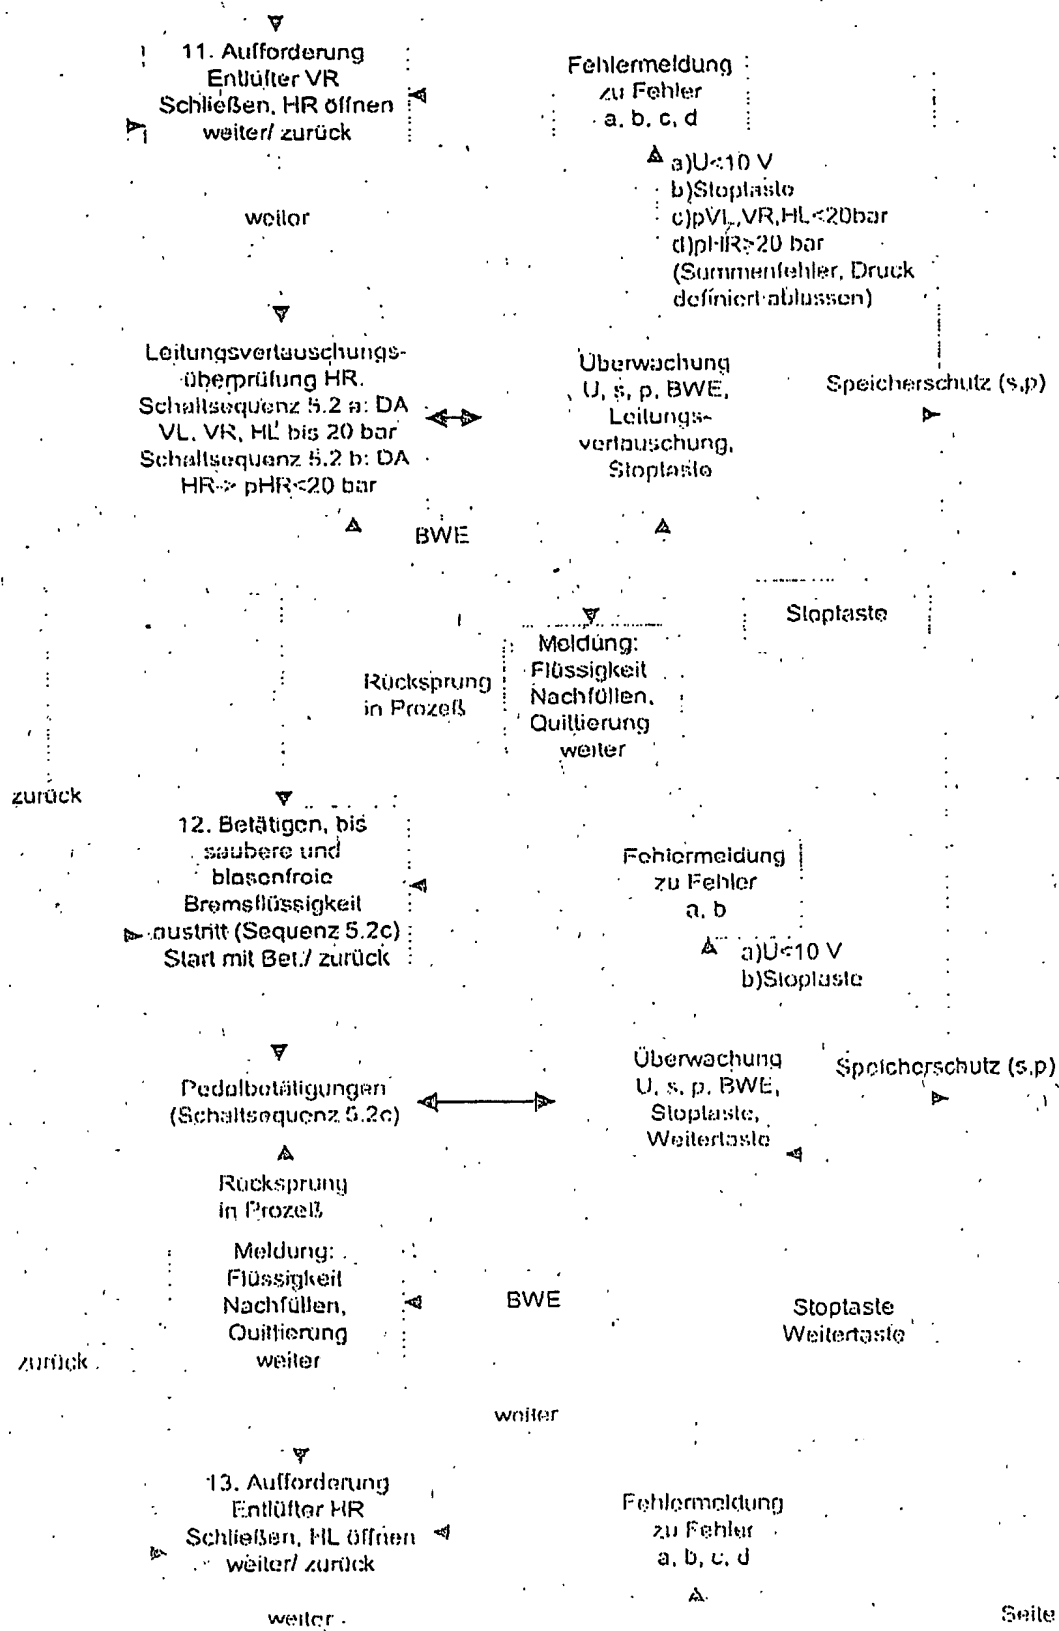 11. Aufforderung
Entlüfter VR
Schließen, HR öffnen
weiter/ zurück
Fehlermeldung
zu Fehler
a, b, c, d
a)U<10 V
b)Stoptaste
c)pVL,VR,HL<20bar
d)pHR>20 bar
(Summenfehler, Druck
definiert ablassen)
weiter
Leitungsvertauschungs-
überprüfung HR.
Schaltsequenz 5.2 a: DA
VL, VR, HL bis 20 bar
Schaltsequenz 5.2 b: DA
HR-> pHR<20 bar
Überwachung
U, s, p, BWE,
Leitungs-
vertauschung,
Stoptaste
Speicherschutz (s,p)
BWE
Stoptaste
Rücksprung
in Prozeß
Meldung:
Flüssigkeit
Nachfüllen,
Quittierung
weiter
zurück
12. Betätigen, bis
saubere und
blasenfreie
Bremsflüssigkeit
austritt (Sequenz 5.2c)
Start mit Bet./ zurück
Fehlermeldung
zu Fehler
a, b
a)U<10 V
b)Stoptaste
Pedalbetätigungen
(Schaltsequenz 5.2c)
Überwachung
U, s, p, BWE,
Stoptaste,
Weitertaste
Speicherschutz (s,p)
Rücksprung
in Prozeß
Meldung:
Flüssigkeit
Nachfüllen,
Quittierung
weiter
BWE
Stoptaste
Weitertaste
zurück
weiter
13. Aufforderung
Entlüfter HR
Schließen, HL öffnen
weiter/ zurück
Fehlermeldung
zu Fehler
a, b, c, d
weiter
Seite